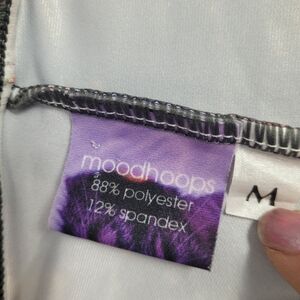 moodhoops
88% polyester
12% spandex
M